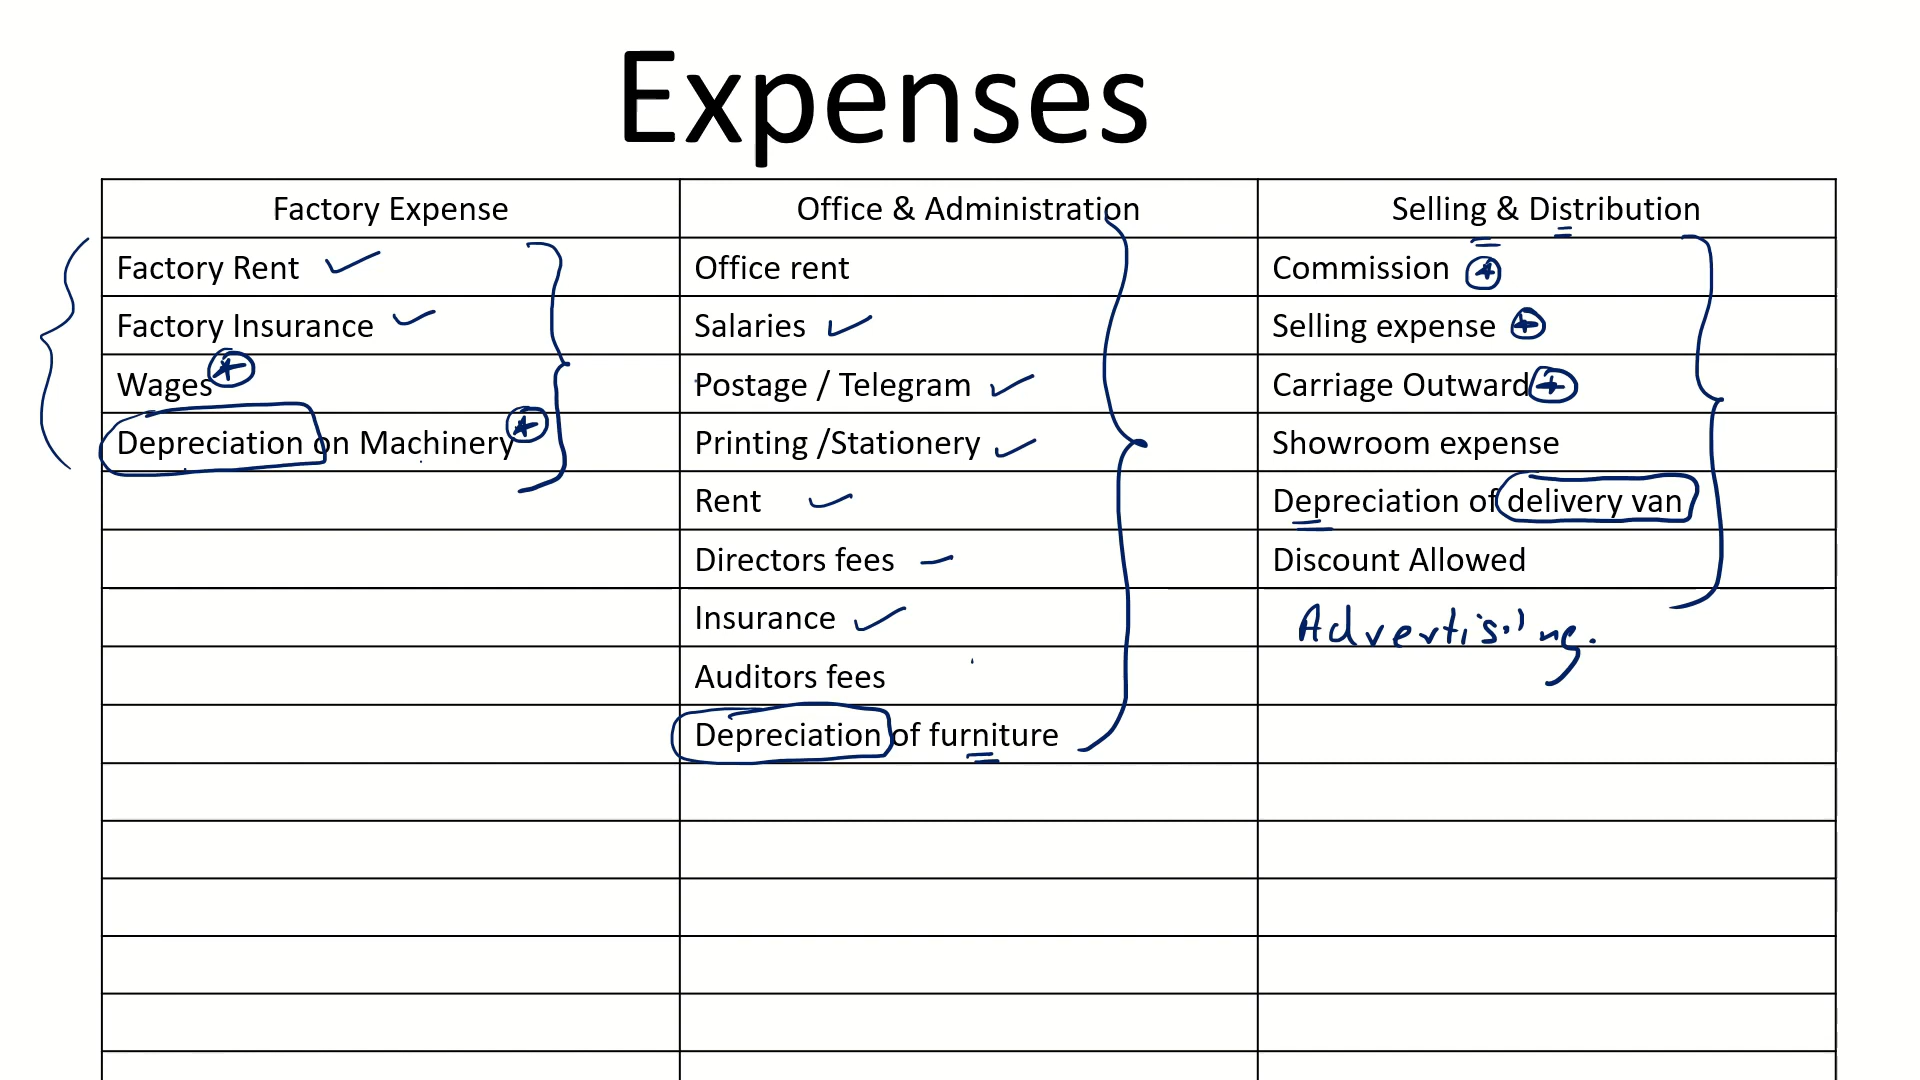 Expenses
Factory Expense Office & Administration Selling & Distribution
Factory Rent Office rent Commission
Factory Insurance Salaries Selling expense
Wages Postage / Telegram Carriage Outward
Depreciation on Machinery Printing /Stationery Showroom expense
Rent Depreciation of delivery van
Directors fees Discount Allowed
Insurance Advertising.
Auditors fees
Depreciation of furniture